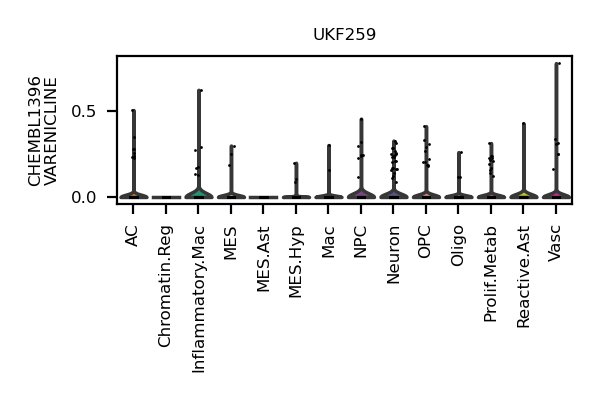 UKF259
CHEMBL1396
VARENICLINE
0.5
0.0
AC
Chromatin.Reg
Inflammatory.Mac
MES
MES.Ast
MES.Hyp
Mac
NPC
Neuron
OPC
Oligo
Prolif.Metab
Reactive.Ast
Vasc